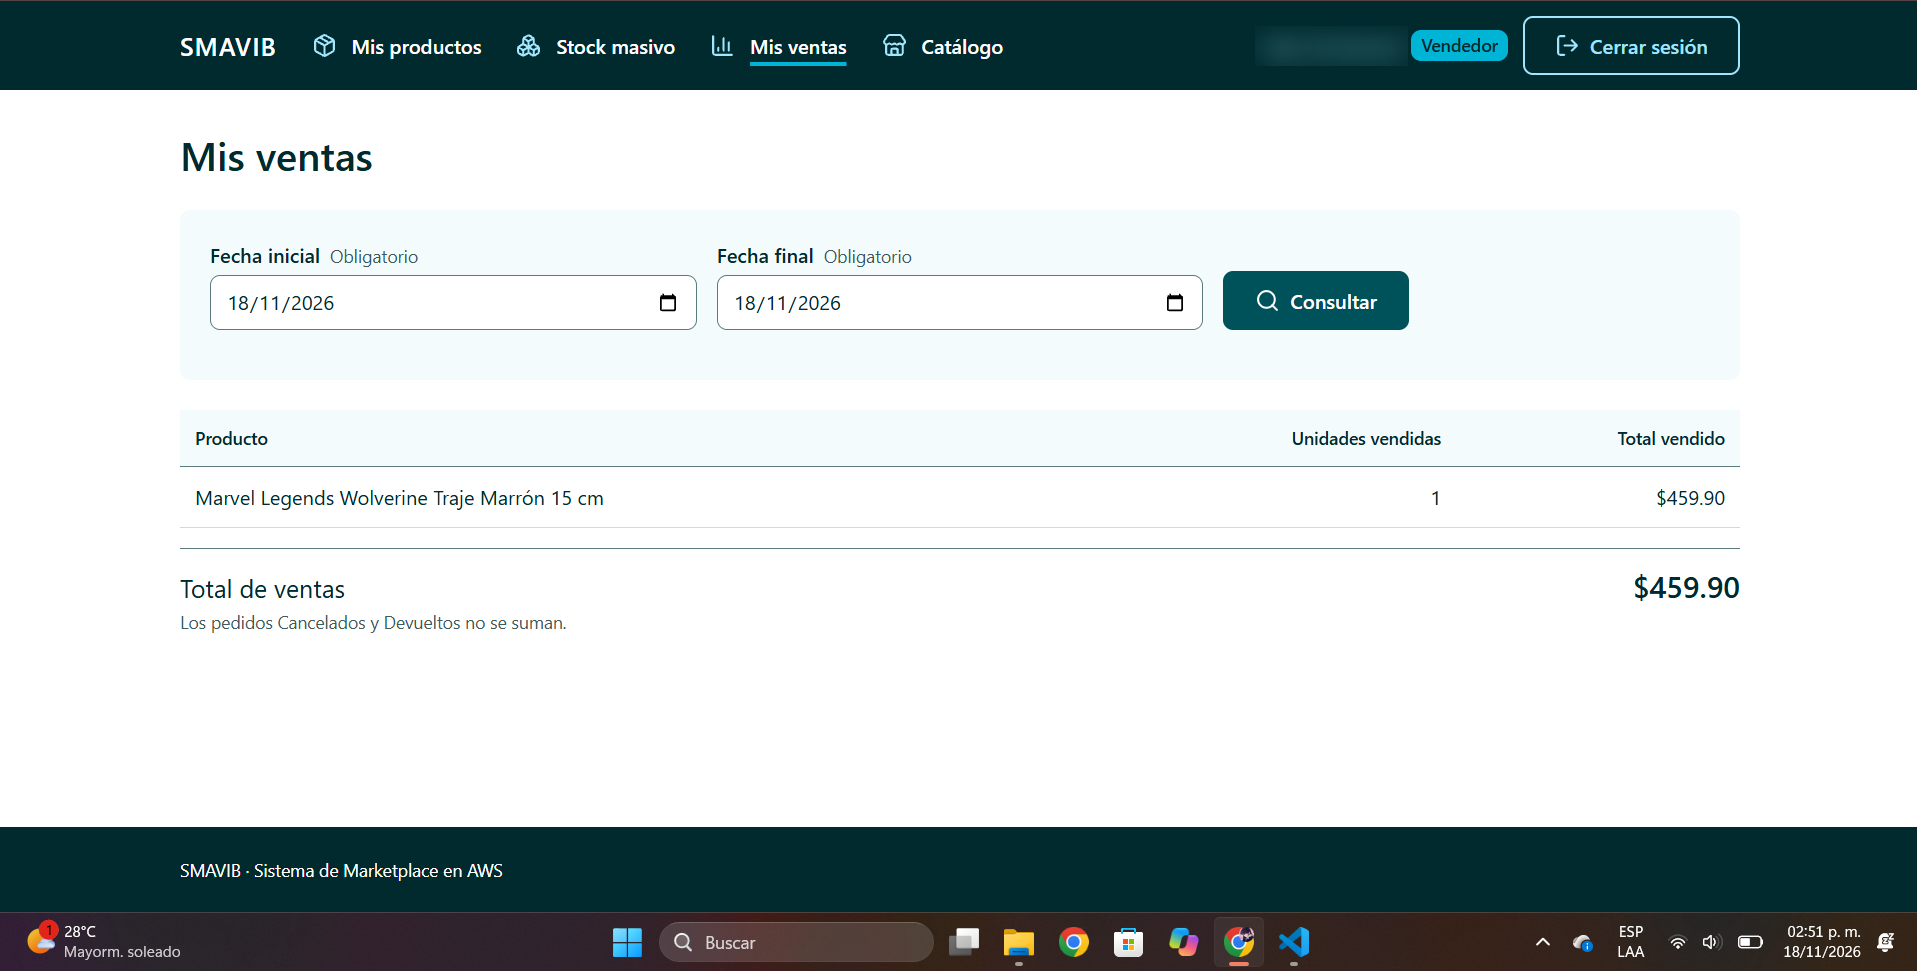 SMAVIB Mis productos Stock masivo Mis ventas Catálogo Vendedor Cerrar sesión
Mis ventas
Fecha inicial Obligatorio Fecha final Obligatorio
18/11/2026 18/11/2026 Consultar
Producto Unidades vendidas Total vendido
Marvel Legends Wolverine Traje Marrón 15 cm 1 $459.90
Total de ventas $459.90
Los pedidos Cancelados y Devueltos no se suman.
SMAVIB · Sistema de Marketplace en AWS
1 28°C
Mayorm. soleado
Buscar
ESP
LAA
02:51 p. m.
18/11/2026